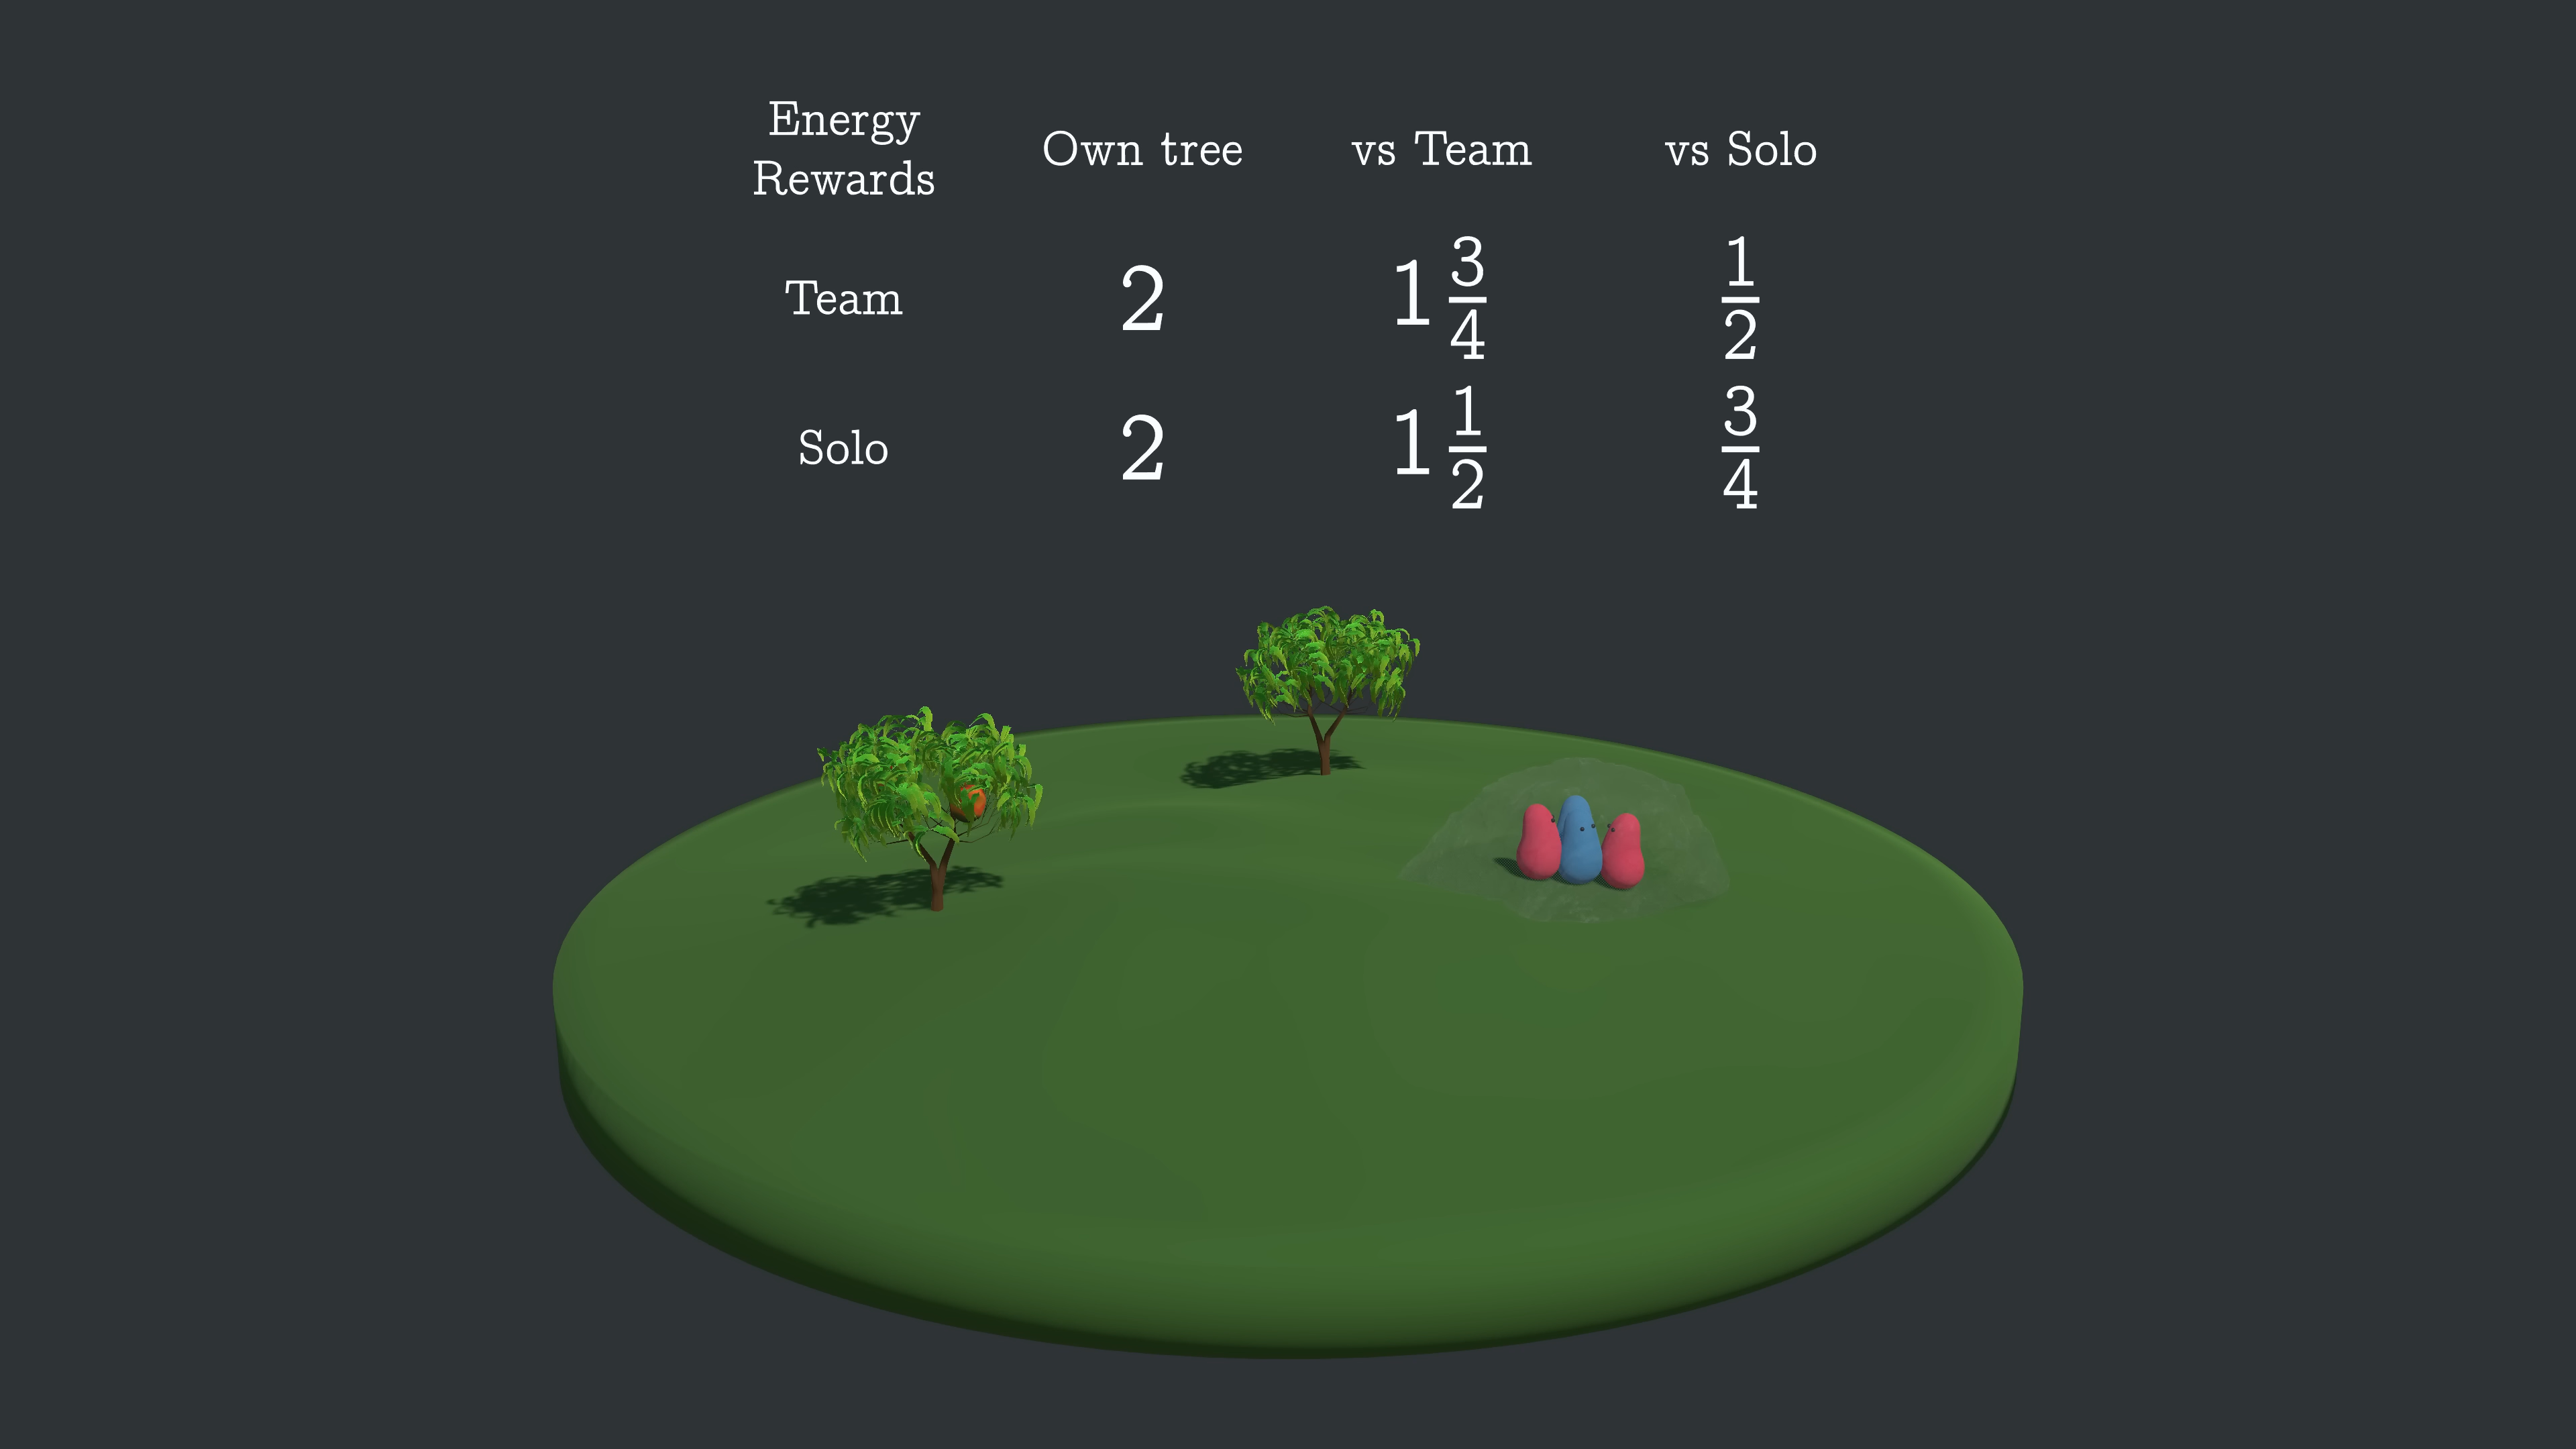 Energy
Rewards
Own tree vs Team vs Solo
Team 2 1 3/4 1/2
Solo 2 1 1/2 3/4